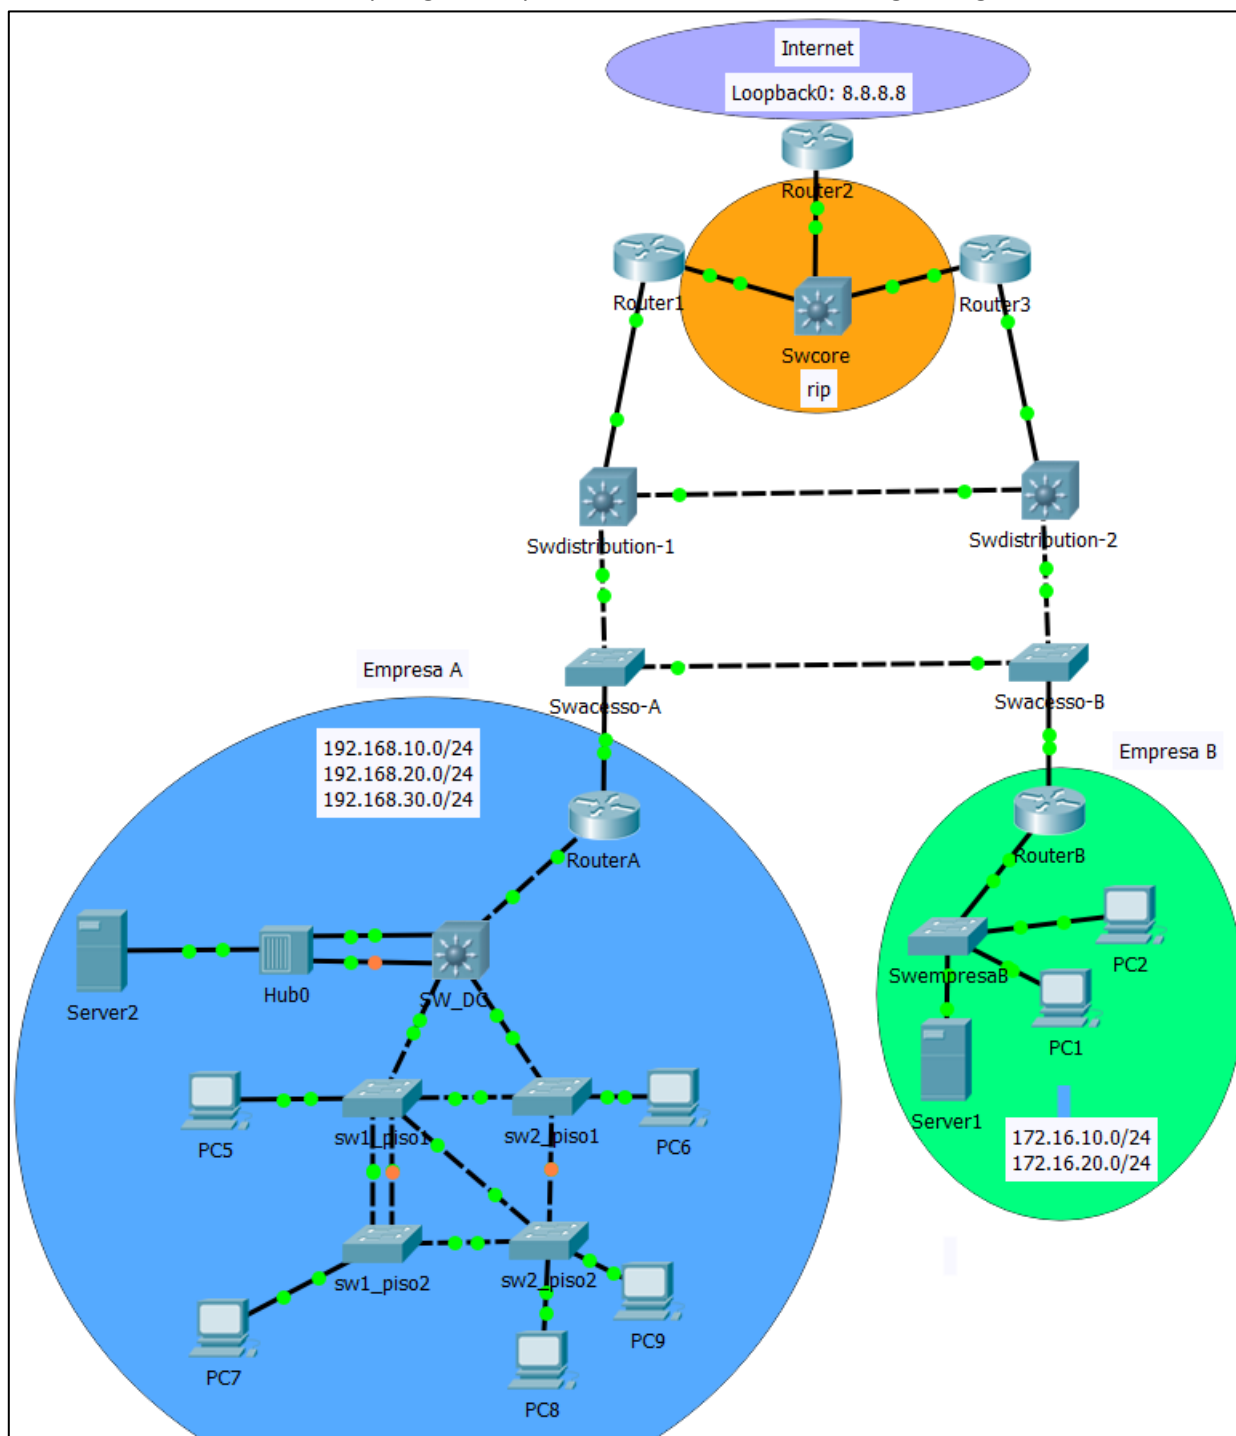 Internet
Loopback0: 8.8.8.8
Router2
Router1
Router3
Swcore
rip
Swdistribution-1
Swdistribution-2
Empresa A
Swacesso-A
Swacesso-B
192.168.10.0/24
192.168.20.0/24
192.168.30.0/24
Empresa B
RouterA
RouterB
Server2
Hub0
SW_DC
SwempresaB
PC2
PC1
Server1
PC5
sw1_piso1
sw2_piso1
PC6
172.16.10.0/24
172.16.20.0/24
sw1_piso2
sw2_piso2
PC9
PC7
PC8